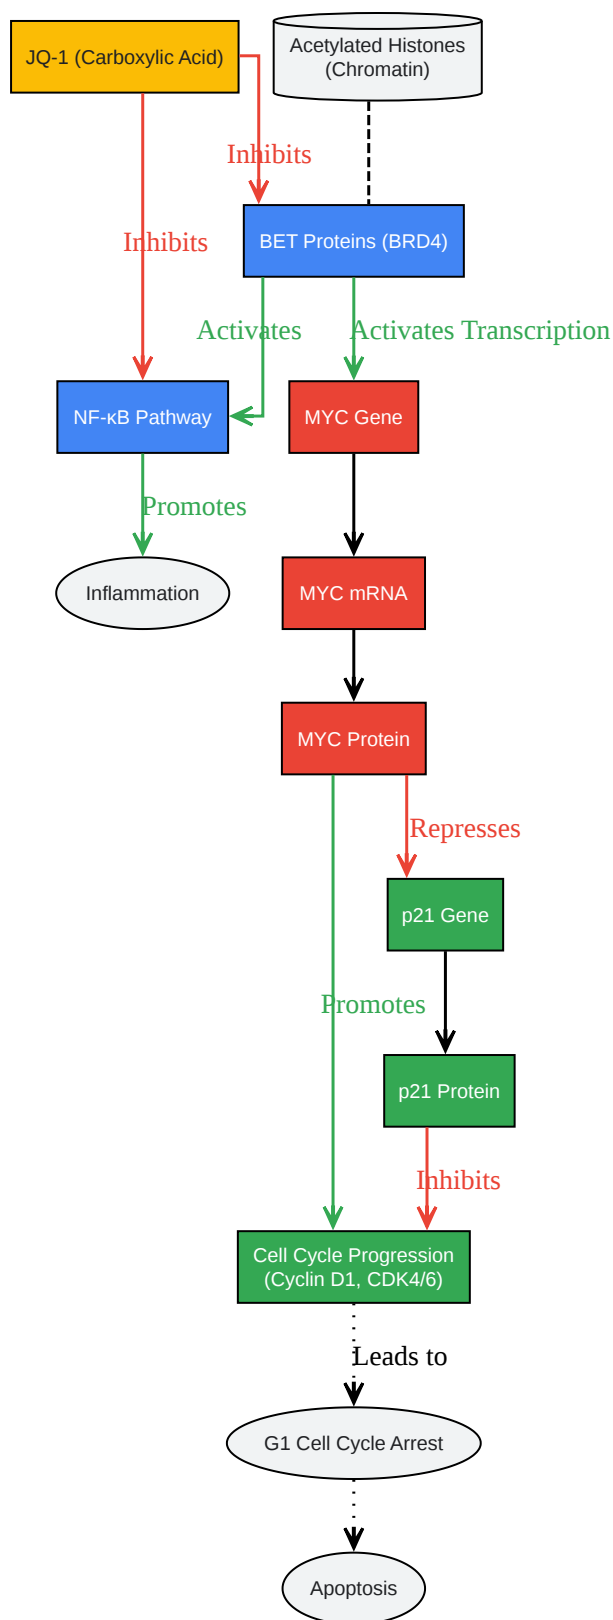 JQ-1 (Carboxylic Acid)
Acetylated Histones
(Chromatin)
Inhibits
Inhibits
BET Proteins (BRD4)
Activates
Activates Transcription
NF-κB Pathway
MYC Gene
Promotes
Inflammation
MYC mRNA
MYC Protein
Represses
p21 Gene
Promotes
p21 Protein
Inhibits
Cell Cycle Progression
(Cyclin D1, CDK4/6)
Leads to
G1 Cell Cycle Arrest
Apoptosis